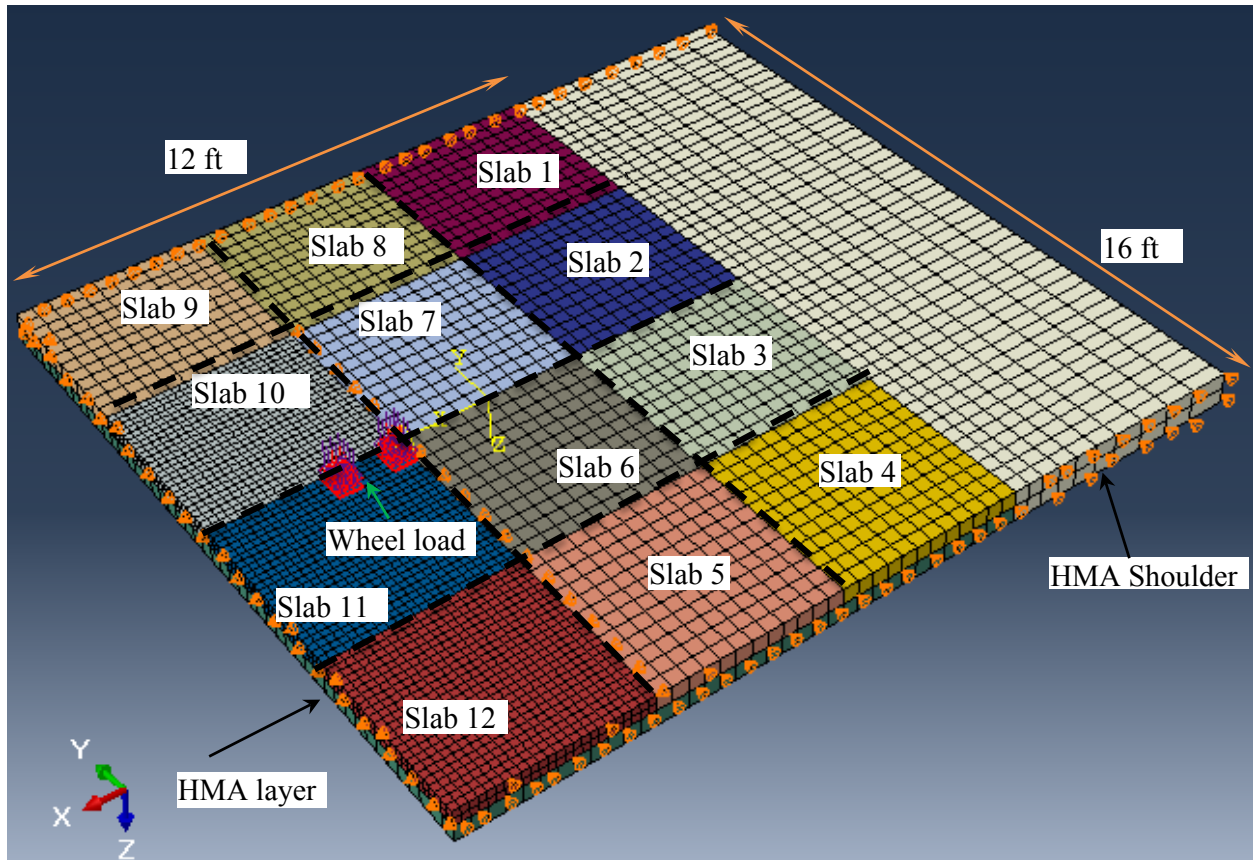 12 ft
Slab 1
Slab 8
Slab 2
16 ft
Slab 9
Slab 7
Slab 3
Slab 10
Y
X
Z
Slab 6
Slab 4
Wheel load
Slab 5
HMA Shoulder
Slab 11
Slab 12
Y
HMA layer
X
Z